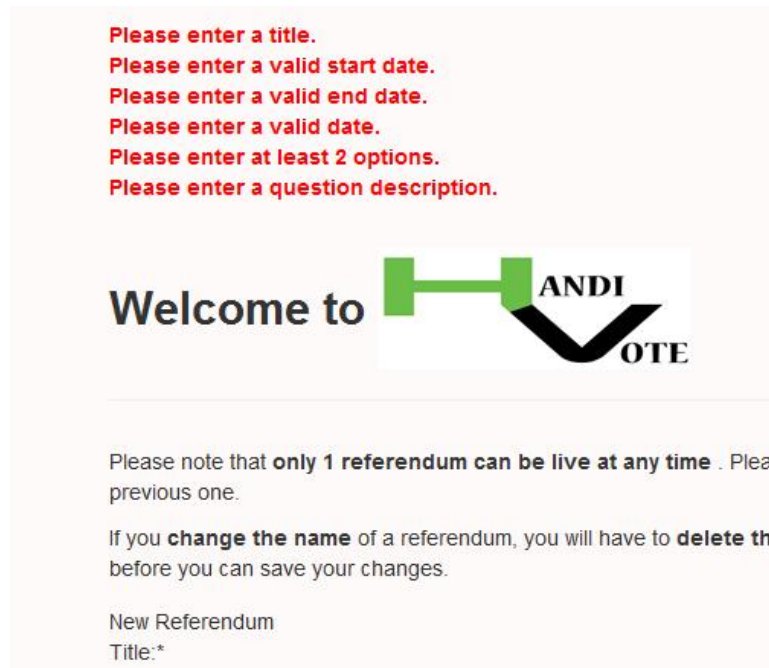 Please enter a title.
Please enter a valid start date.
Please enter a valid end date.
Please enter a valid date.
Please enter at least 2 options.
Please enter a question description.
Welcome to
ANDI
OTE
Please note that only 1 referendum can be live at any time . Plea
previous one.
If you change the name of a referendum, you will have to delete th
before you can save your changes.
New Referendum
Title:*